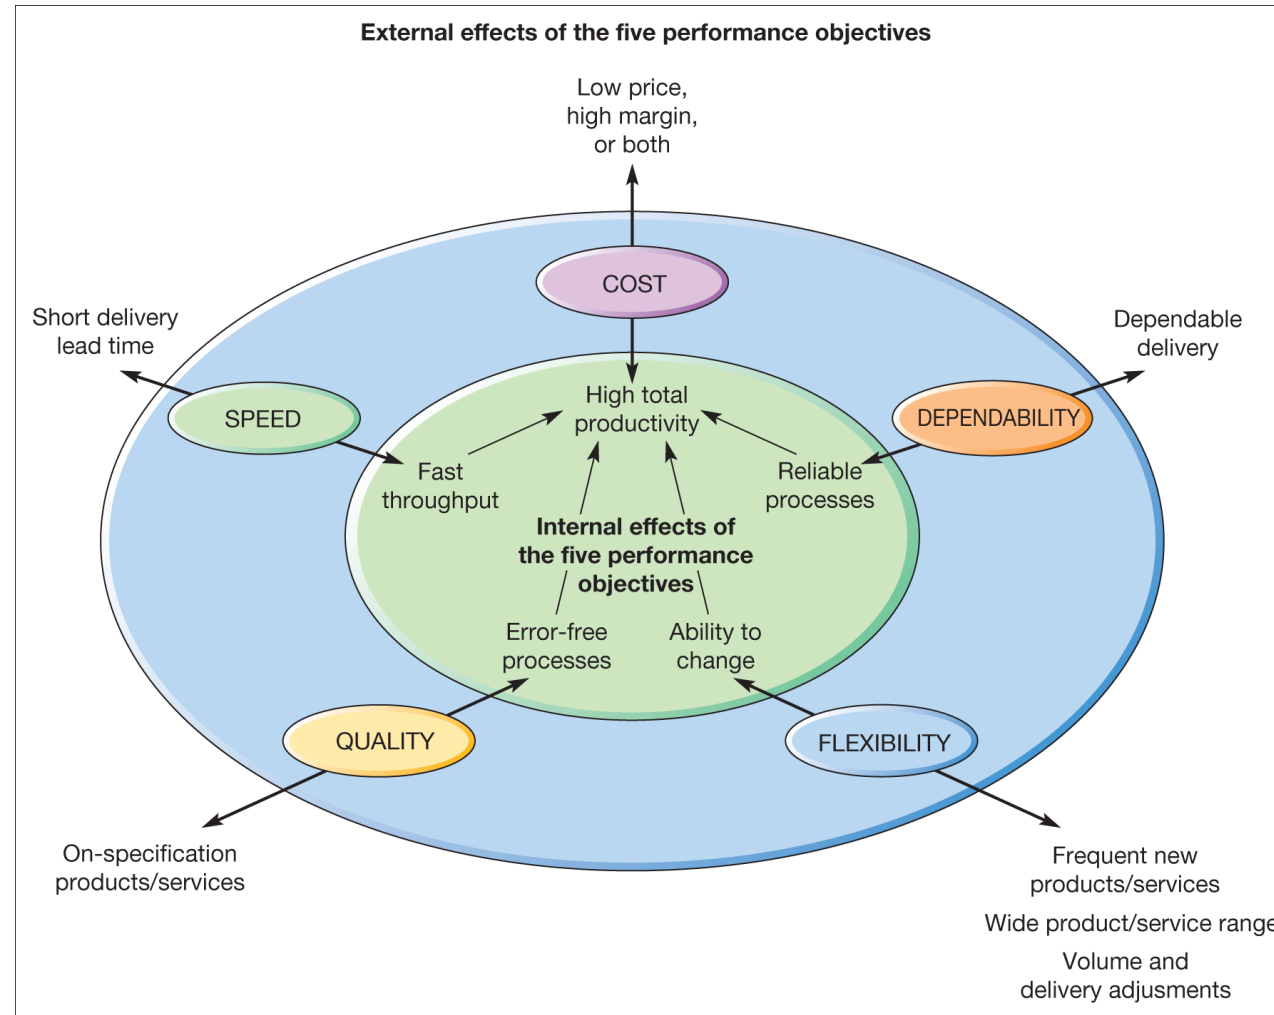 External effects of the five performance objectives
Low price,
high margin,
or both
COST
Short delivery
lead time
Dependable
delivery
SPEED
DEPENDABILITY
High total
productivity
Fast
throughput
Reliable
processes
Internal effects of
the five performance
objectives
Error-free
processes
Ability to
change
QUALITY
FLEXIBILITY
On-specification
products/services
Frequent new
products/services
Wide product/service range
Volume and
delivery adjusments